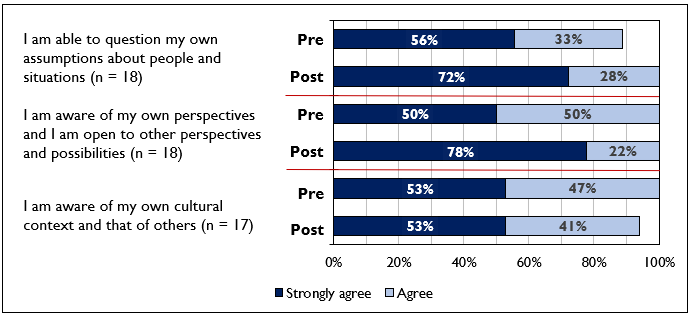 I am able to question my own
assumptions about people and
situations (n = 18)
Pre
56%
33%
Post
72%
28%
I am aware of my own perspectives
and I am open to other perspectives
and possibilities (n = 18)
Pre
50%
50%
Post
78%
22%
I am aware of my own cultural
context and that of others (n = 17)
Pre
53%
47%
Post
53%
41%
0% 20% 40% 60% 80% 100%
Strongly agree Agree